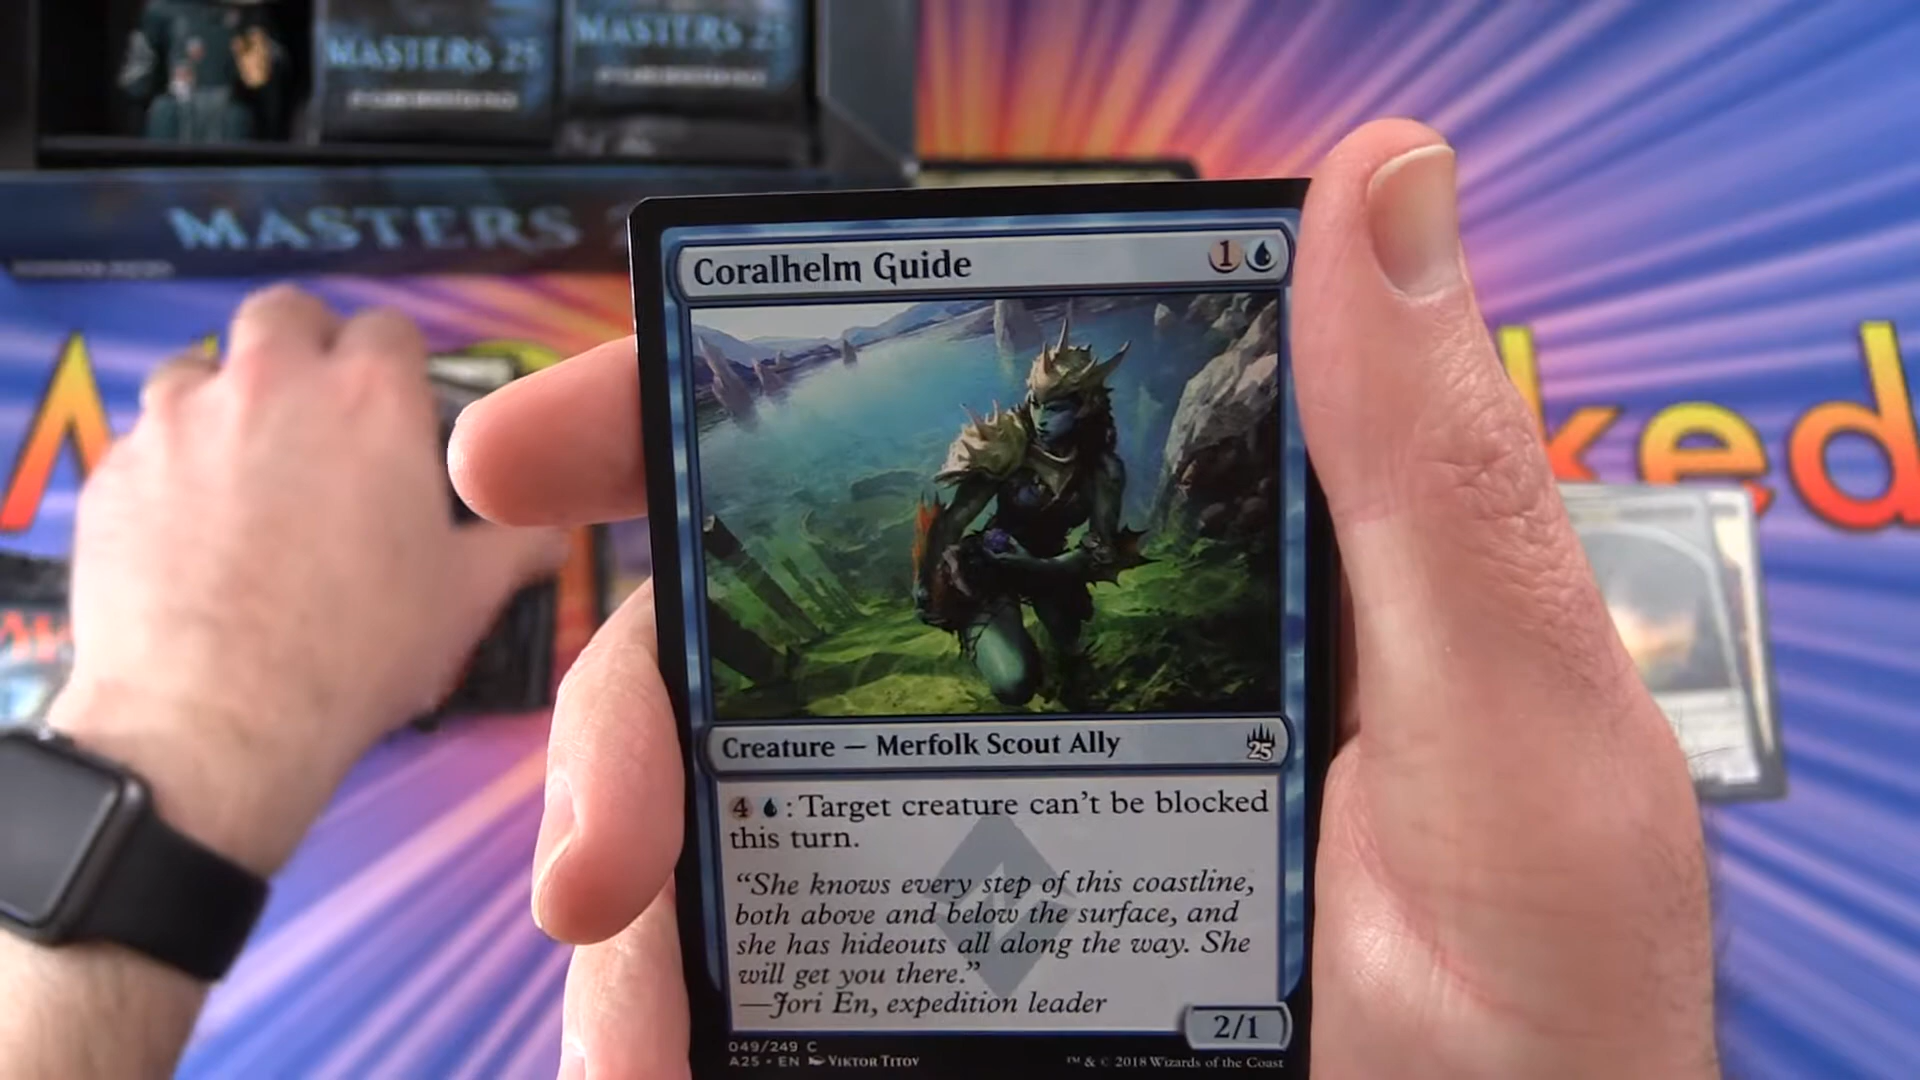 MASTERS 25
MASTERS 25
MASTERS
Coralhelm Guide 1
Creature — Merfolk Scout Ally
25
4 : Target creature can't be blocked
this turn.
“She knows every step of this coastline,
both above and below the surface, and
she has hideouts all along the way. She
will get you there.”
—Jori En, expedition leader
2/1
049/249 C
A25 • EN Viktor Titov
™ & © 2018 Wizards of the Coast
ked